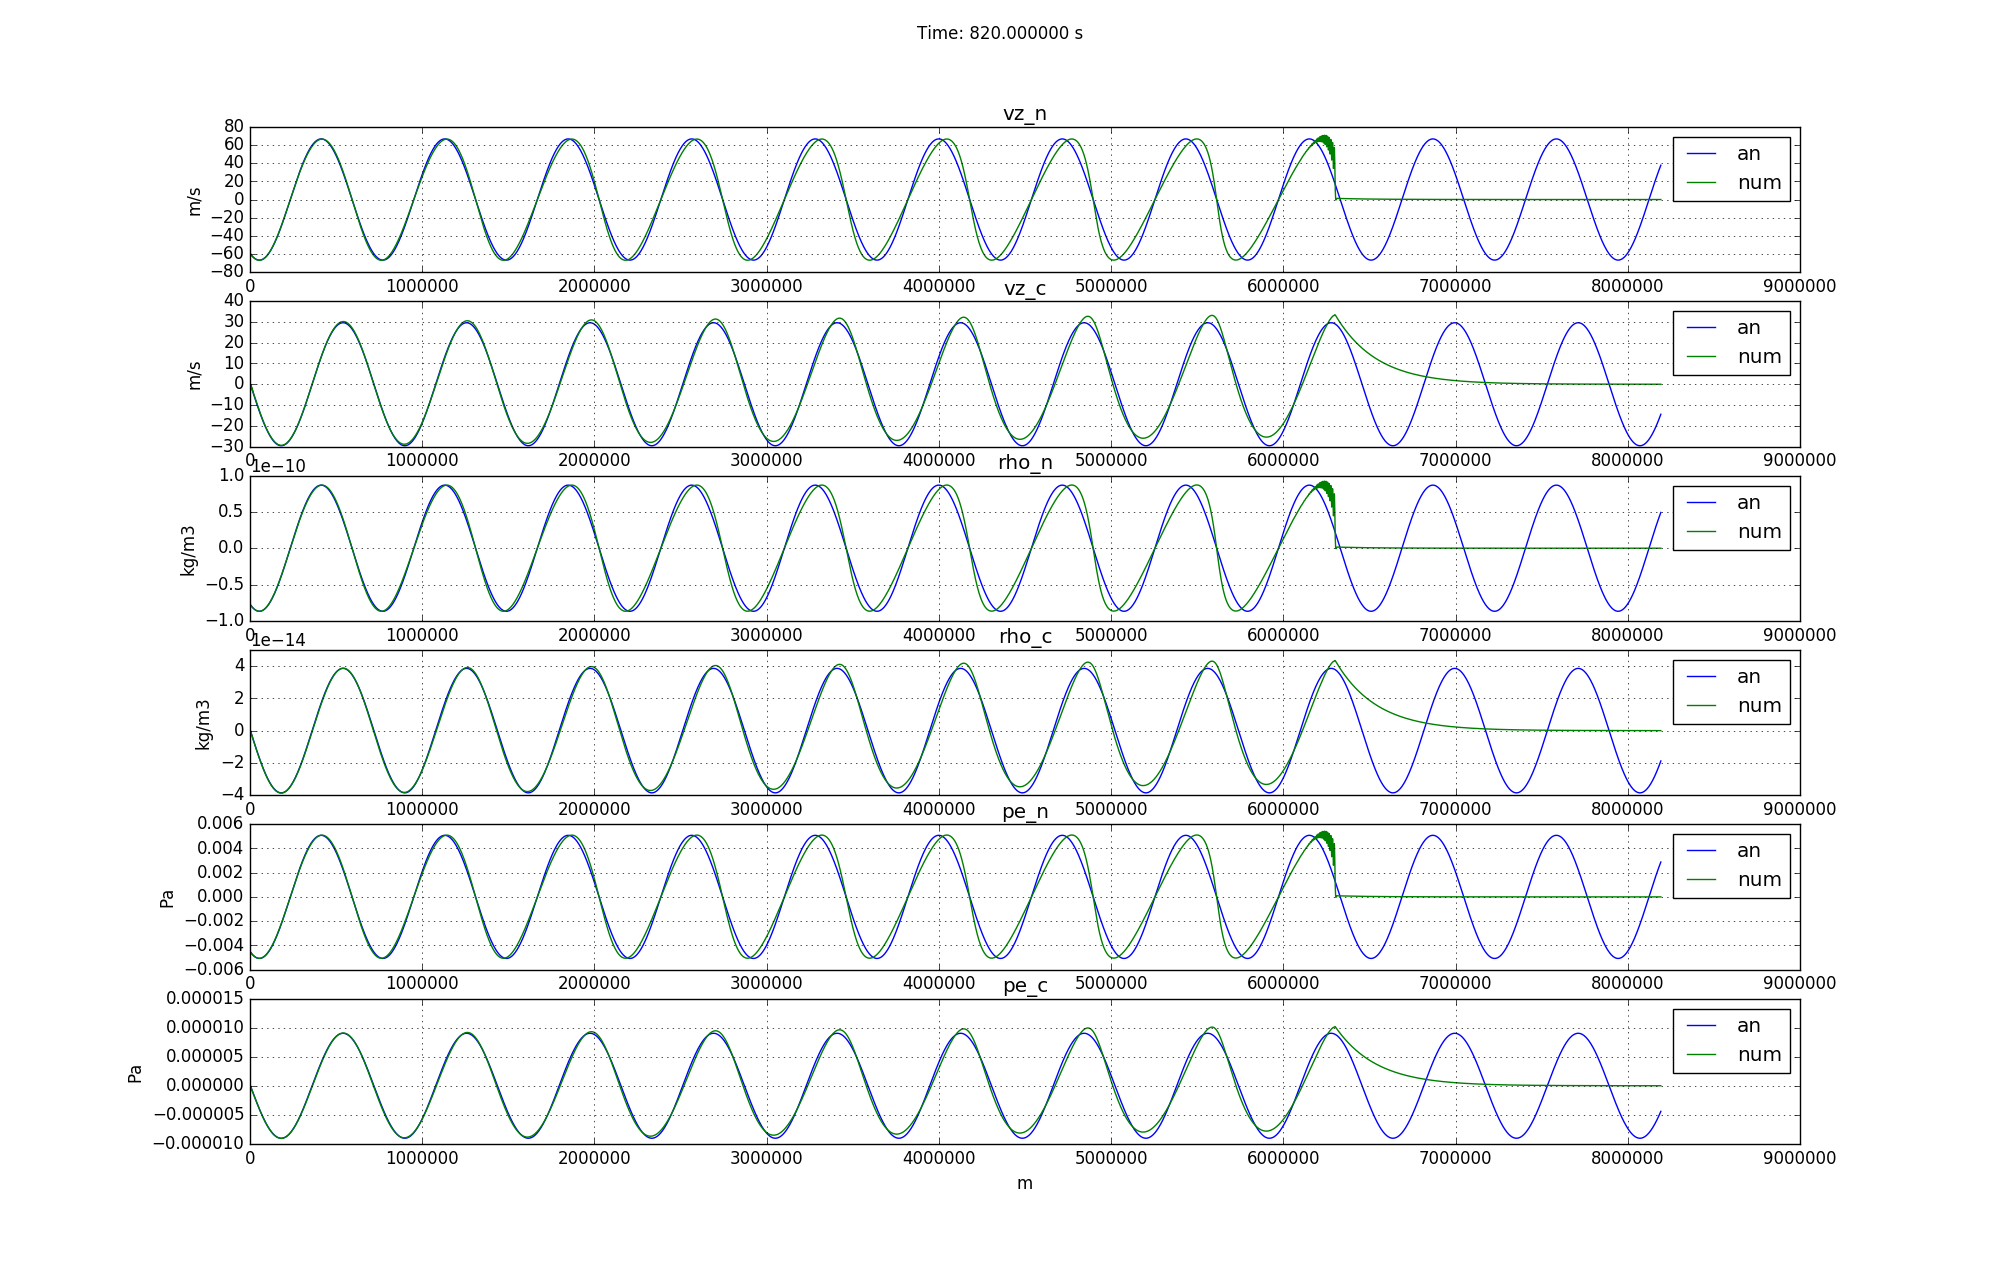 Time: 820.000000 s
vz_n
80
60
40
20
0
−20
−40
−60
−80
m/s
an
num
0 1000000 2000000 3000000 4000000 5000000 6000000 7000000 8000000 9000000
vz_c
40
30
20
10
0
−10
−20
−30
m/s
an
num
0 1000000 2000000 3000000 4000000 5000000 6000000 7000000 8000000 9000000
1e−10
rho_n
1.0
0.5
0.0
−0.5
−1.0
kg/m3
an
num
0 1000000 2000000 3000000 4000000 5000000 6000000 7000000 8000000 9000000
1e−14
rho_c
4
2
0
−2
−4
kg/m3
an
num
0 1000000 2000000 3000000 4000000 5000000 6000000 7000000 8000000 9000000
pe_n
0.006
0.004
0.002
0.000
−0.002
−0.004
−0.006
Pa
an
num
0 1000000 2000000 3000000 4000000 5000000 6000000 7000000 8000000 9000000
pe_c
0.000015
0.000010
0.000005
0.000000
−0.000005
−0.000010
Pa
an
num
0 1000000 2000000 3000000 4000000 5000000 6000000 7000000 8000000 9000000
m